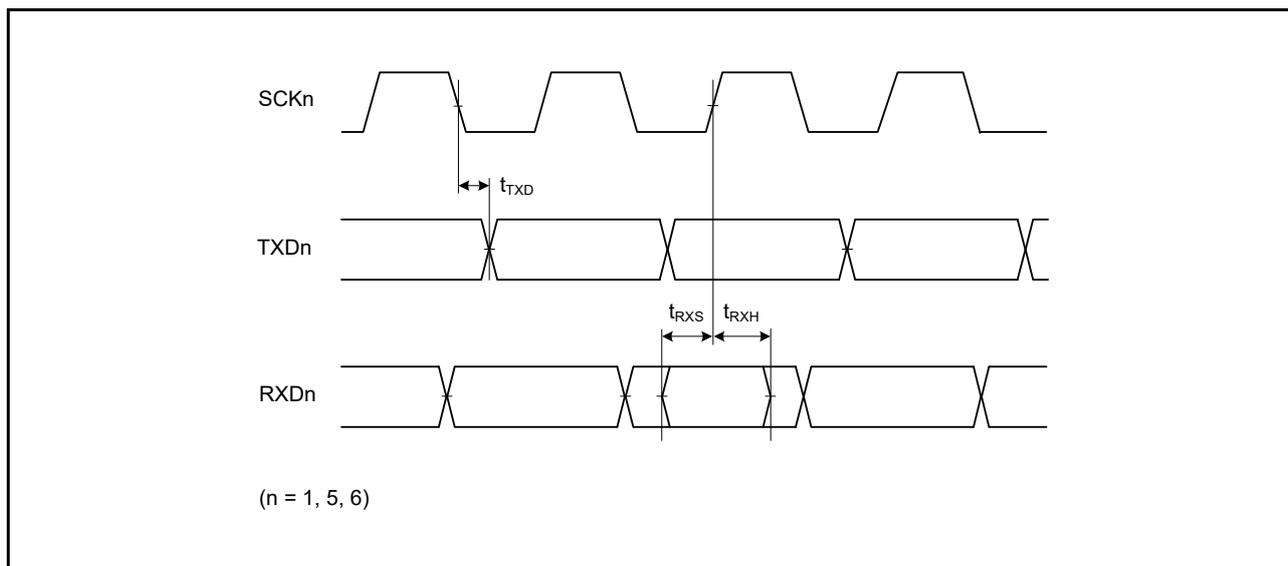 SCKn
tTXD
TXDn
tRXS tRXH
RXDn
(n = 1, 5, 6)